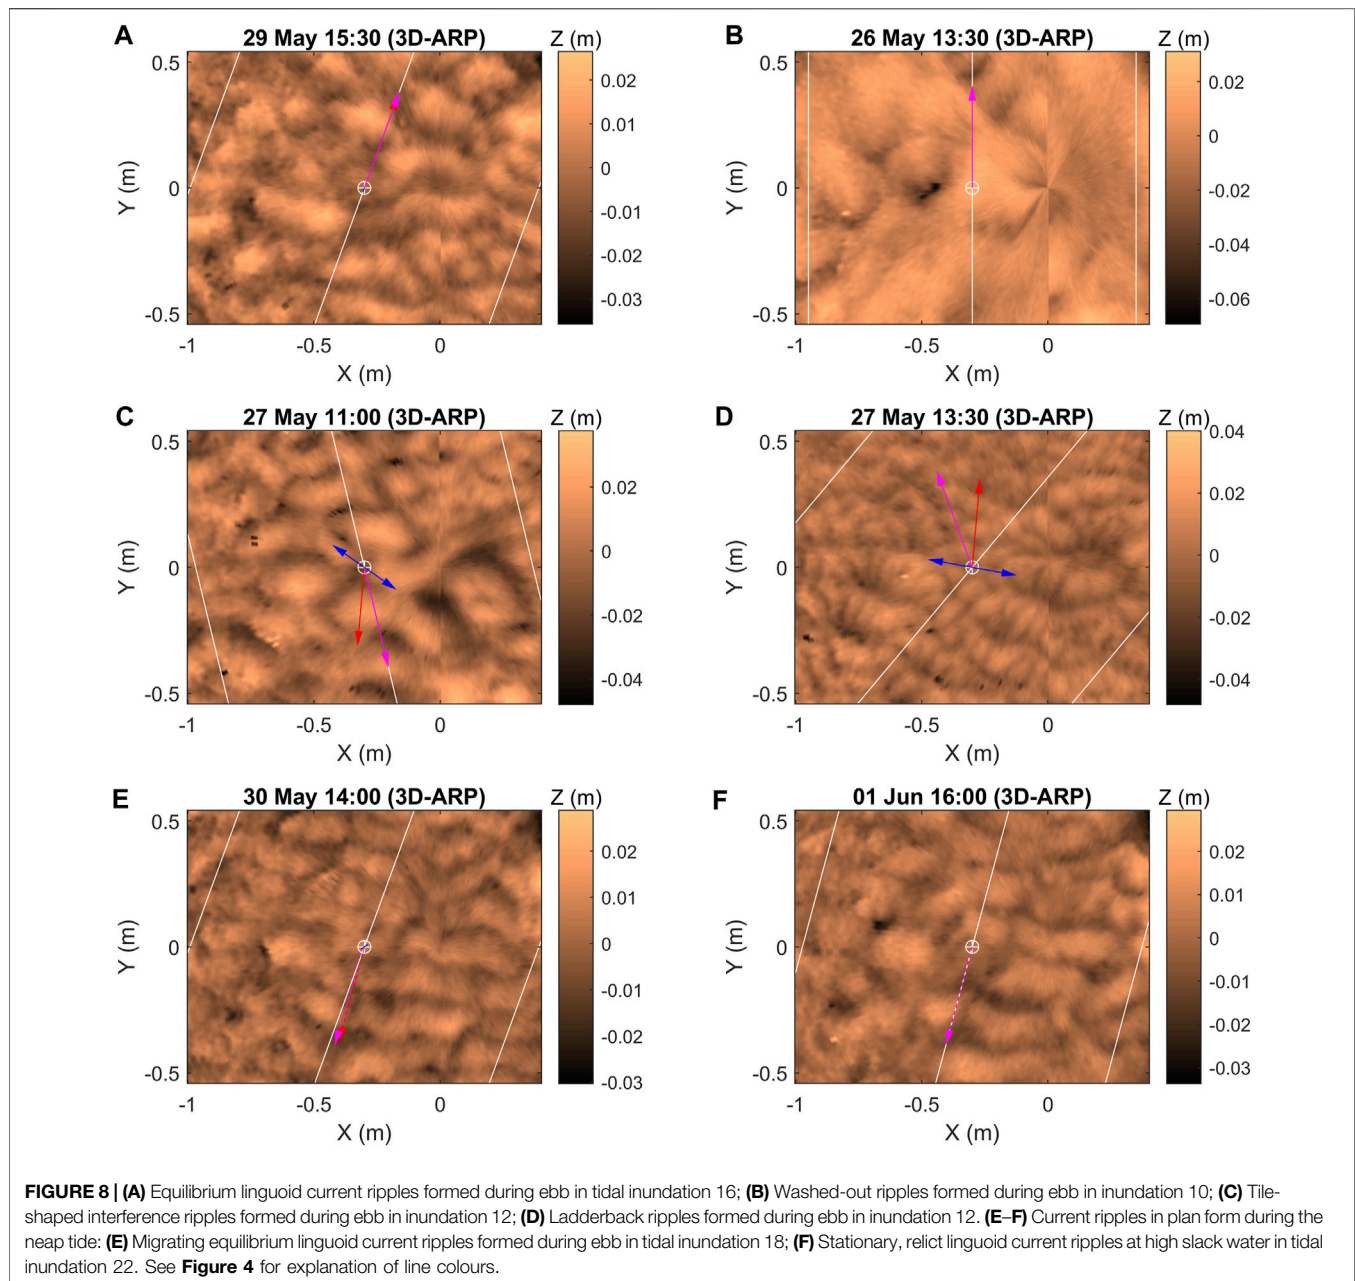 A
29 May 15:30 (3D-ARP)
Z (m)
0.5
0
-0.5
Y (m)
-1
-0.5
0
X (m)
0.02
0.01
0
-0.01
-0.02
-0.03
B
26 May 13:30 (3D-ARP)
Z (m)
0.5
0
-0.5
Y (m)
-1
-0.5
0
X (m)
0.02
0
-0.02
-0.04
-0.06
C
27 May 11:00 (3D-ARP)
Z (m)
0.5
0
-0.5
Y (m)
-1
-0.5
0
X (m)
0.02
0
-0.02
-0.04
D
27 May 13:30 (3D-ARP)
Z (m)
0.5
0
-0.5
Y (m)
-1
-0.5
0
X (m)
0.04
0.02
0
-0.02
-0.04
E
30 May 14:00 (3D-ARP)
Z (m)
0.5
0
-0.5
Y (m)
-1
-0.5
0
X (m)
0.02
0.01
0
-0.01
-0.02
-0.03
F
01 Jun 16:00 (3D-ARP)
Z (m)
0.5
0
-0.5
Y (m)
-1
-0.5
0
X (m)
0.02
0.01
0
-0.01
-0.02
-0.03
FIGURE 8 | (A) Equilibrium linguoid current ripples formed during ebb in tidal inundation 16; (B) Washed-out ripples formed during ebb in inundation 10; (C) Tile-
shaped interference ripples formed during ebb in inundation 12; (D) Ladderback ripples formed during ebb in inundation 12. (E–F) Current ripples in plan form during the
neap tide: (E) Migrating equilibrium linguoid current ripples formed during ebb in tidal inundation 18; (F) Stationary, relict linguoid current ripples at high slack water in tidal
inundation 22. See Figure 4 for explanation of line colours.